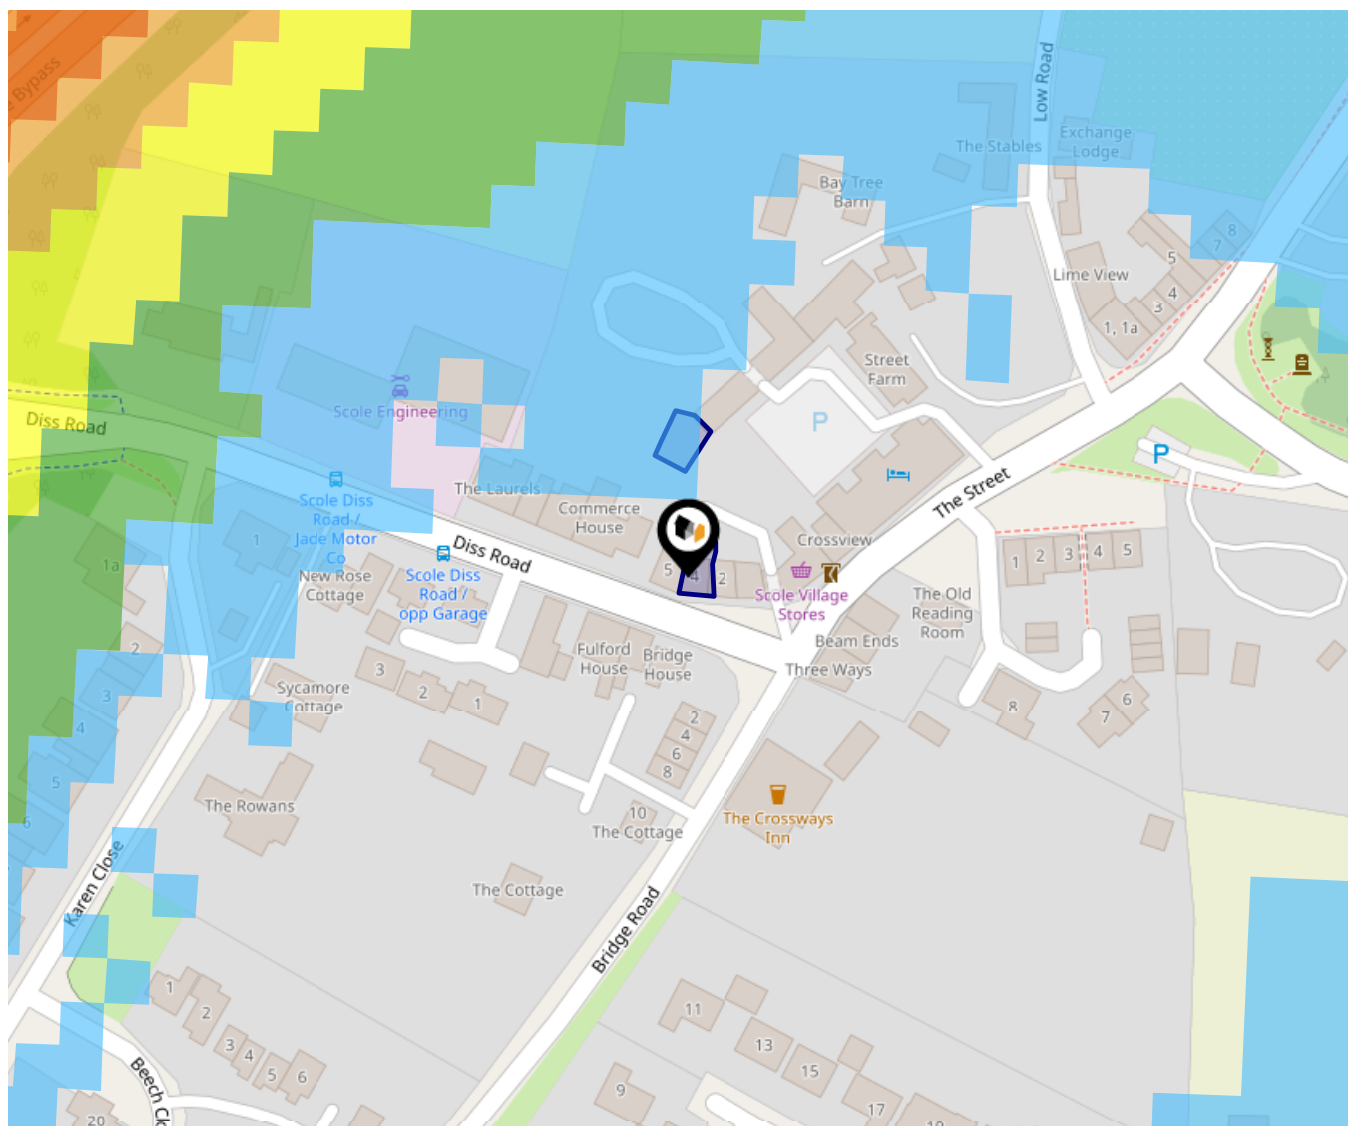 e Bypass
Low Road
The Stables
Exchange
Lodge
Bay Tree
Barn
8
7
5
4
3
Lime View
1, 1a
Street
Farm
P
Scole Engineering
Diss Road
P
The Laurels
The Street
Scole Diss
Road /
Jade Motor
Co
Commerce
House
Crossview
Diss Road
1
1a
1
2
3
4
5
5
4
2
New Rose
Cottage
Scole Diss
Road /
opp Garage
Scole Village
Stores
The Old
Reading
Room
Beam Ends
Fulford
House
Bridge
House
Three Ways
2
3
3
2
1
Sycamore
Cottage
4
2
4
6
8
8
6
7
5
6
The Rowans
10
The Cottage
The Crossways
Inn
Karen Close
The Cottage
Bridge Road
1
2
3
4
5
6
11
13
15
9
17
Beech Cl
20
19